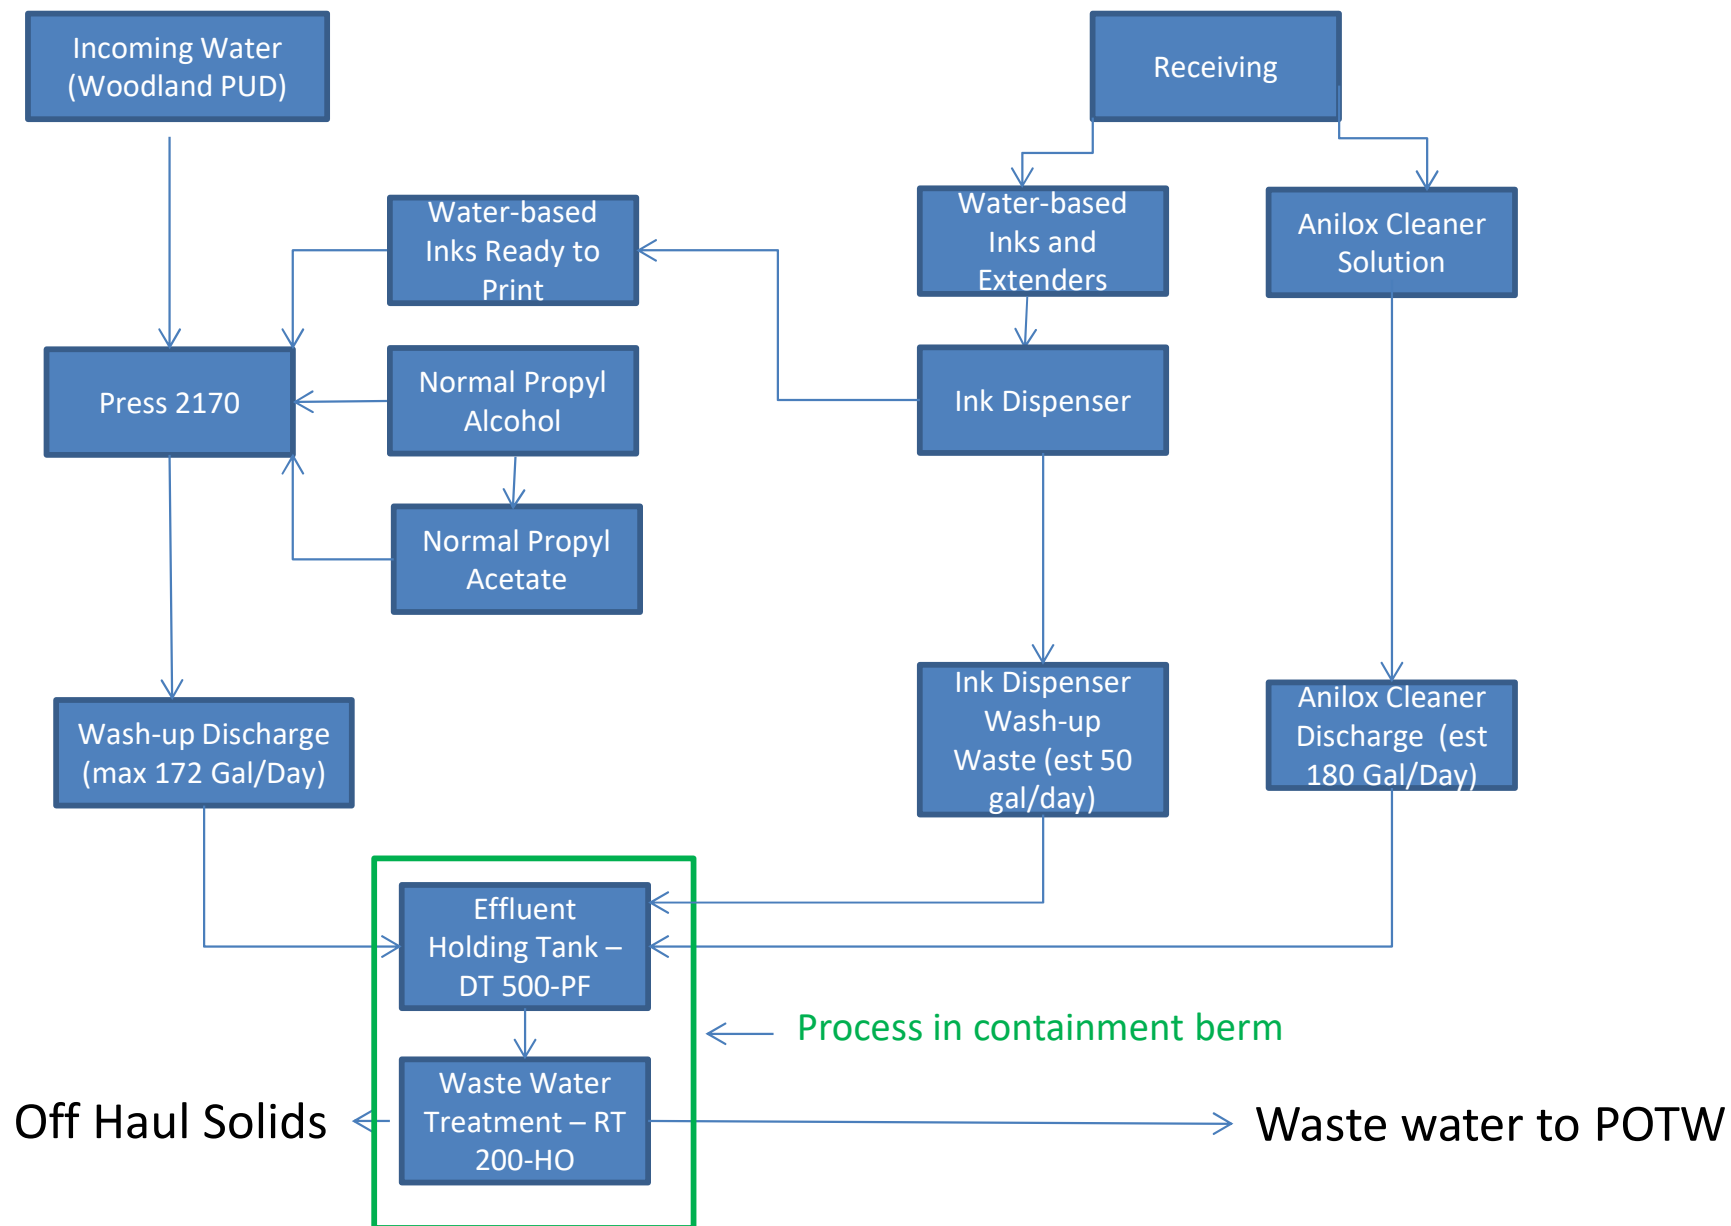 Incoming Water
(Woodland PUD)
Receiving
Water-based
Inks Ready to
Print
Water-based
Inks and
Extenders
Anilox Cleaner
Solution
Press 2170
Normal Propyl
Alcohol
Ink Dispenser
Normal Propyl
Acetate
Wash-up Discharge
(max 172 Gal/Day)
Ink Dispenser
Wash-up
Waste (est 50
gal/day)
Anilox Cleaner
Discharge (est
180 Gal/Day)
Effluent
Holding Tank –
DT 500-PF
Process in containment berm
Waste Water
Treatment – RT
200-HO
Off Haul Solids
Waste water to POTW